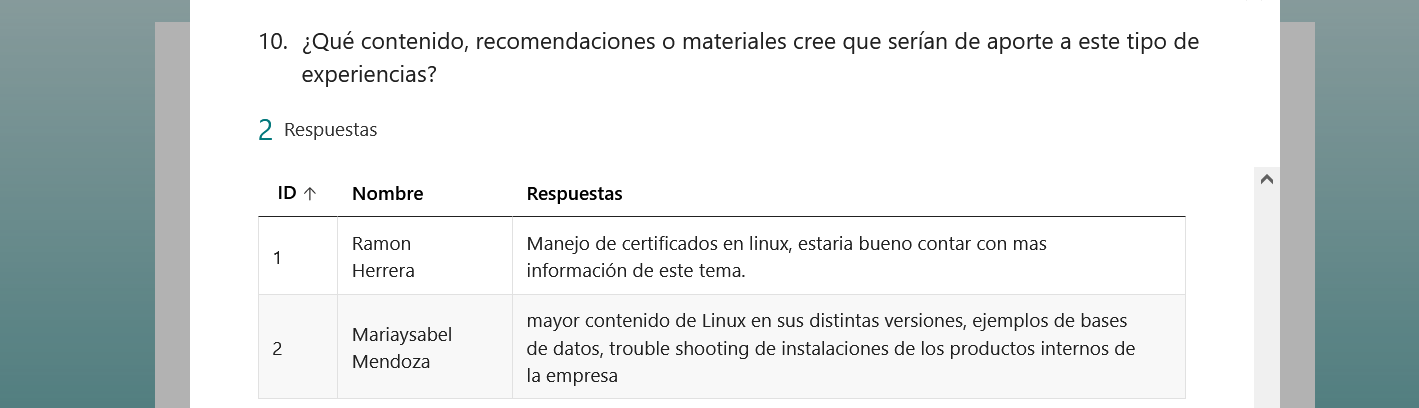 10. ¿Qué contenido, recomendaciones o materiales cree que serían de aporte a este tipo de
experiencias?
2 Respuestas
ID ↑ Nombre Respuestas
1
Ramon
Herrera
Manejo de certificados en linux, estaria bueno contar con mas
información de este tema.
2
Mariaysabel
Mendoza
mayor contenido de Linux en sus distintas versiones, ejemplos de bases
de datos, trouble shooting de instalaciones de los productos internos de
la empresa